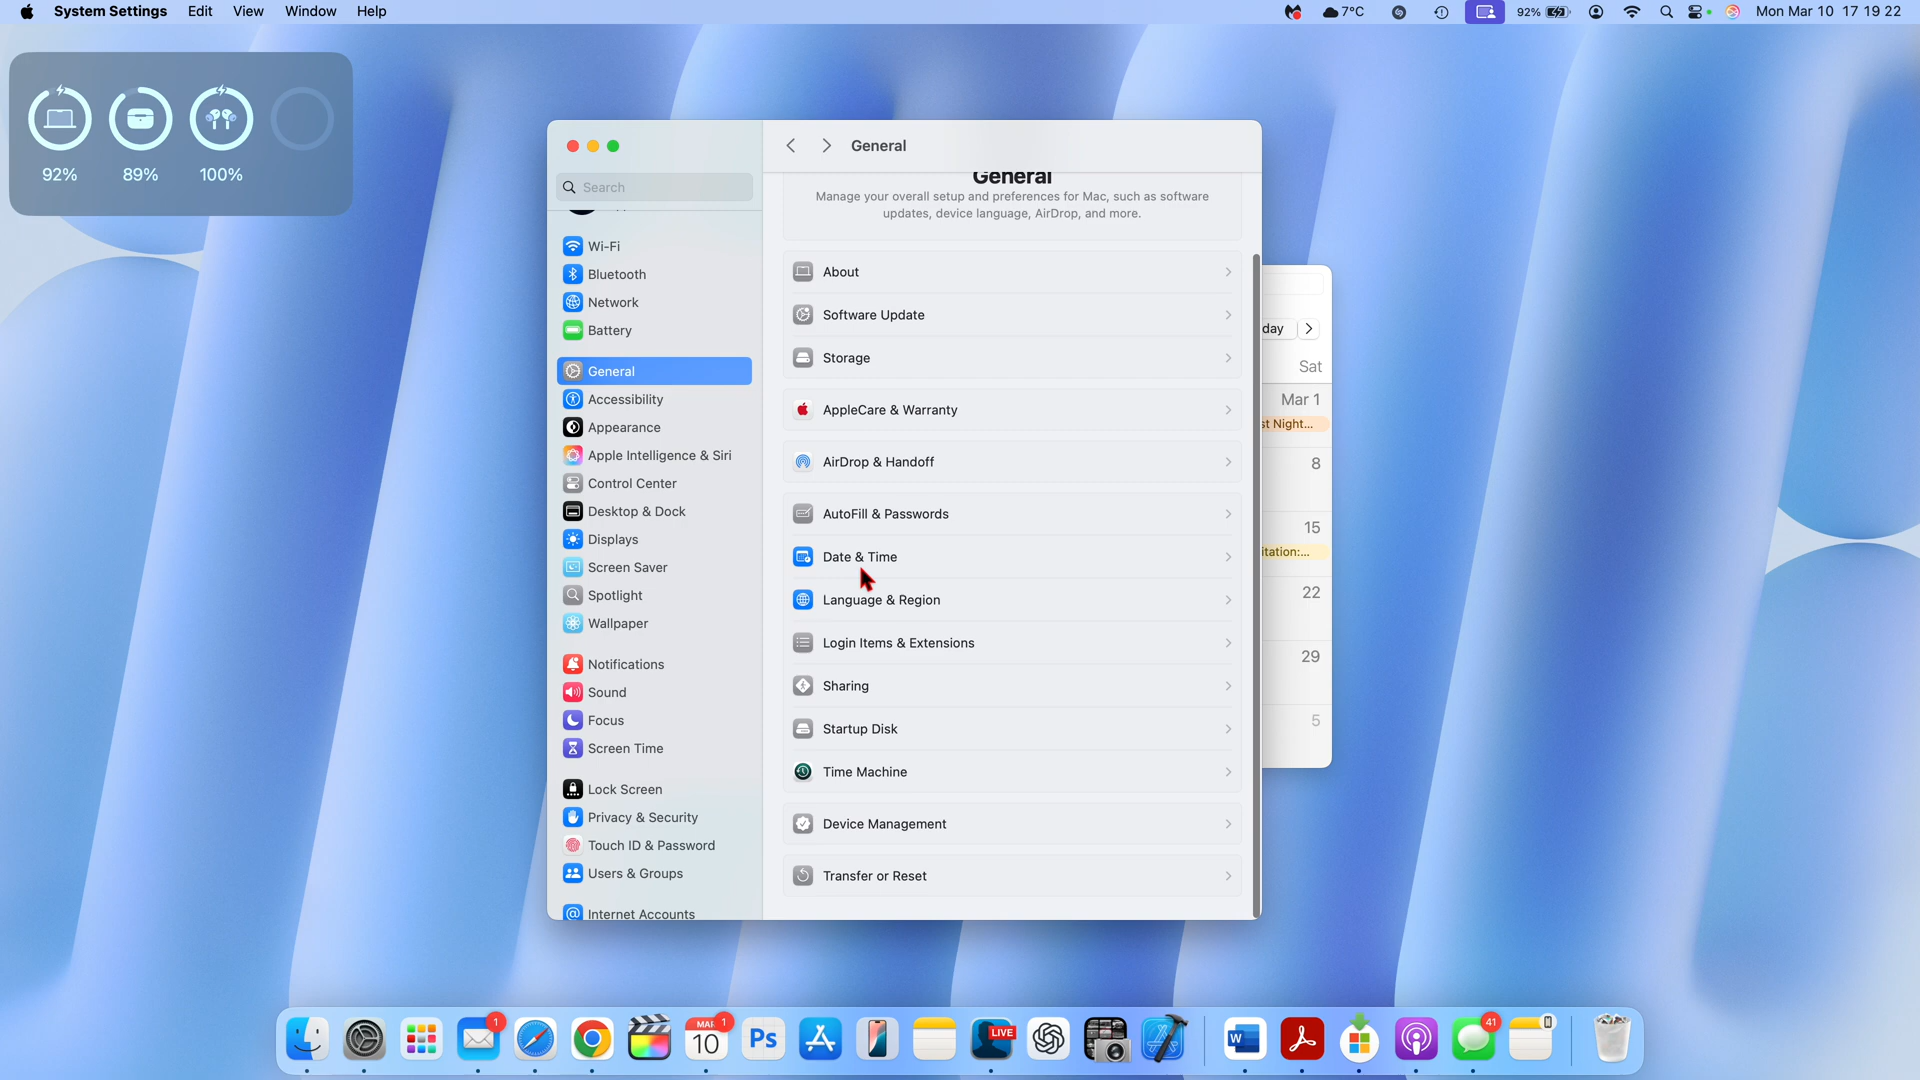 System Settings Edit View Window Help
7°C 92% Mon Mar 10 17 19 22
92% 89% 100%
Search
Wi-Fi
Bluetooth
Network
Battery
General
Accessibility
Appearance
Apple Intelligence & Siri
Control Center
Desktop & Dock
Displays
Screen Saver
Spotlight
Wallpaper
Notifications
Sound
Focus
Screen Time
Lock Screen
Privacy & Security
Touch ID & Password
Users & Groups
Internet Accounts
General
General
Manage your overall setup and preferences for Mac, such as software
updates, device language, AirDrop, and more.
About
Software Update
Storage
AppleCare & Warranty
AirDrop & Handoff
AutoFill & Passwords
Date & Time
Language & Region
Login Items & Extensions
Sharing
Startup Disk
Time Machine
Device Management
Transfer or Reset
day
Sat
Mar 1
st Night...
8
15
itation:...
22
29
5
1
MAR 1
10
Ps
LIVE
W
41